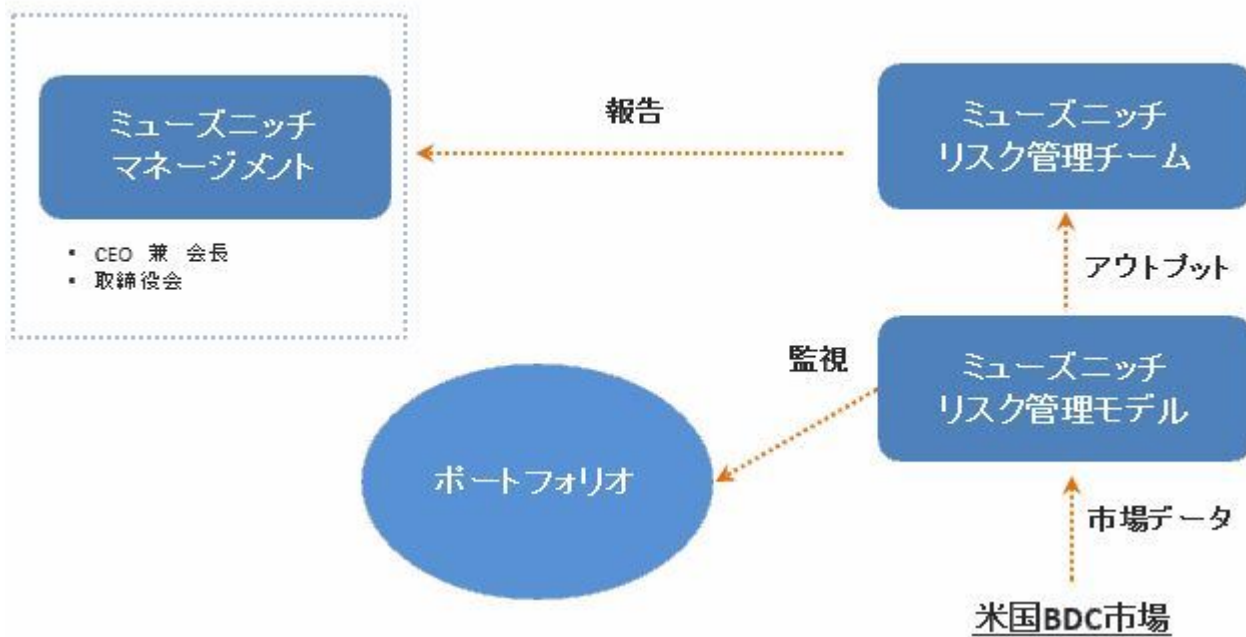 ミューズニッチ
マネージメント
• CEO 兼 会長
• 取締役会
報告
ミューズニッチ
リスク管理チーム
アウトプット
監視
ミューズニッチ
リスク管理モデル
ポートフォリオ
市場データ
米国BDC市場